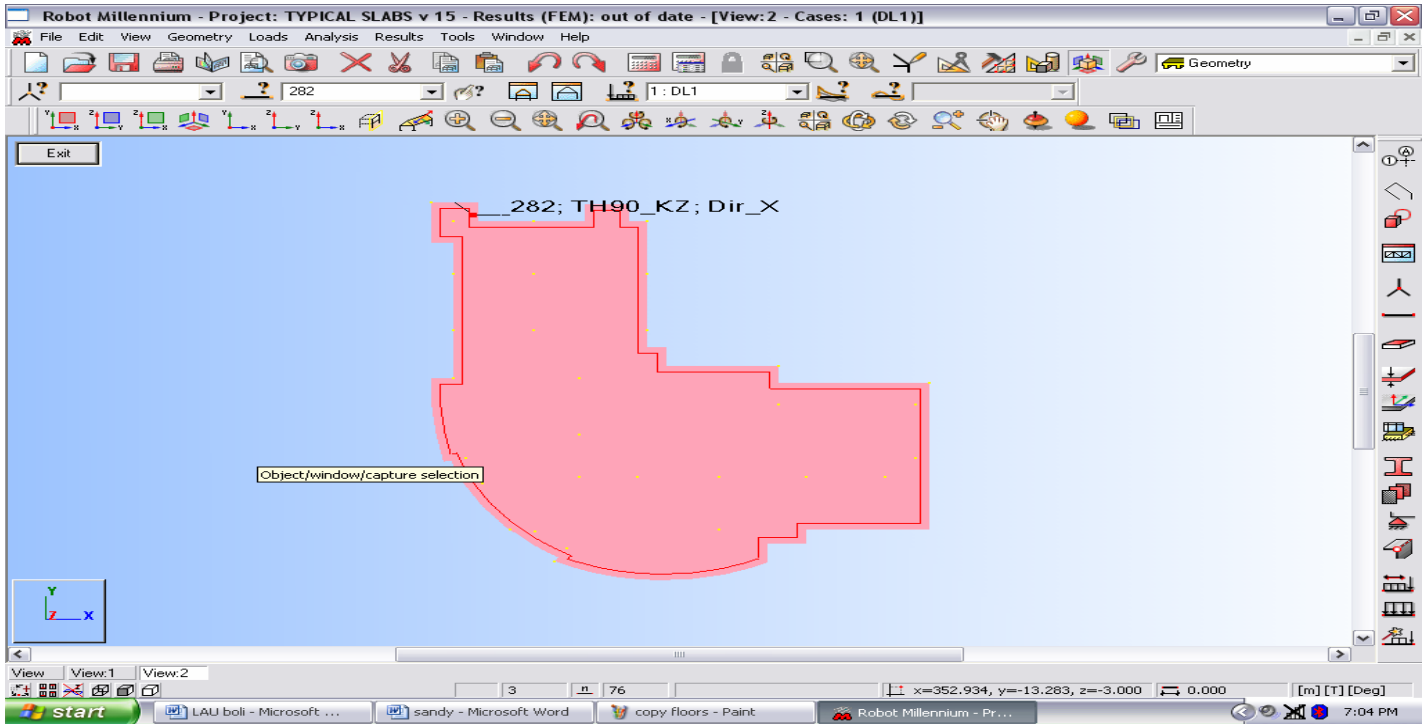 Robot Millennium - Project: TYPICAL SLABS v 15 - Results (FEM): out of date - [View:2 - Cases: 1 (DL1)]
File Edit View Geometry Loads Analysis Results Tools Window Help
Geometry
282 1 : DL1
Exit
__282; TH90_KZ; Dir_X
Object/window/capture selection
Y
Z X
View View:1 View:2
3 76 x=352.934, y=-13.283, z=-3.000 0.000 [m] [T] [Deg]
start LAU boli - Microsoft ... sandy - Microsoft Word copy floors - Paint Robot Millennium - Pr... 7:04 PM